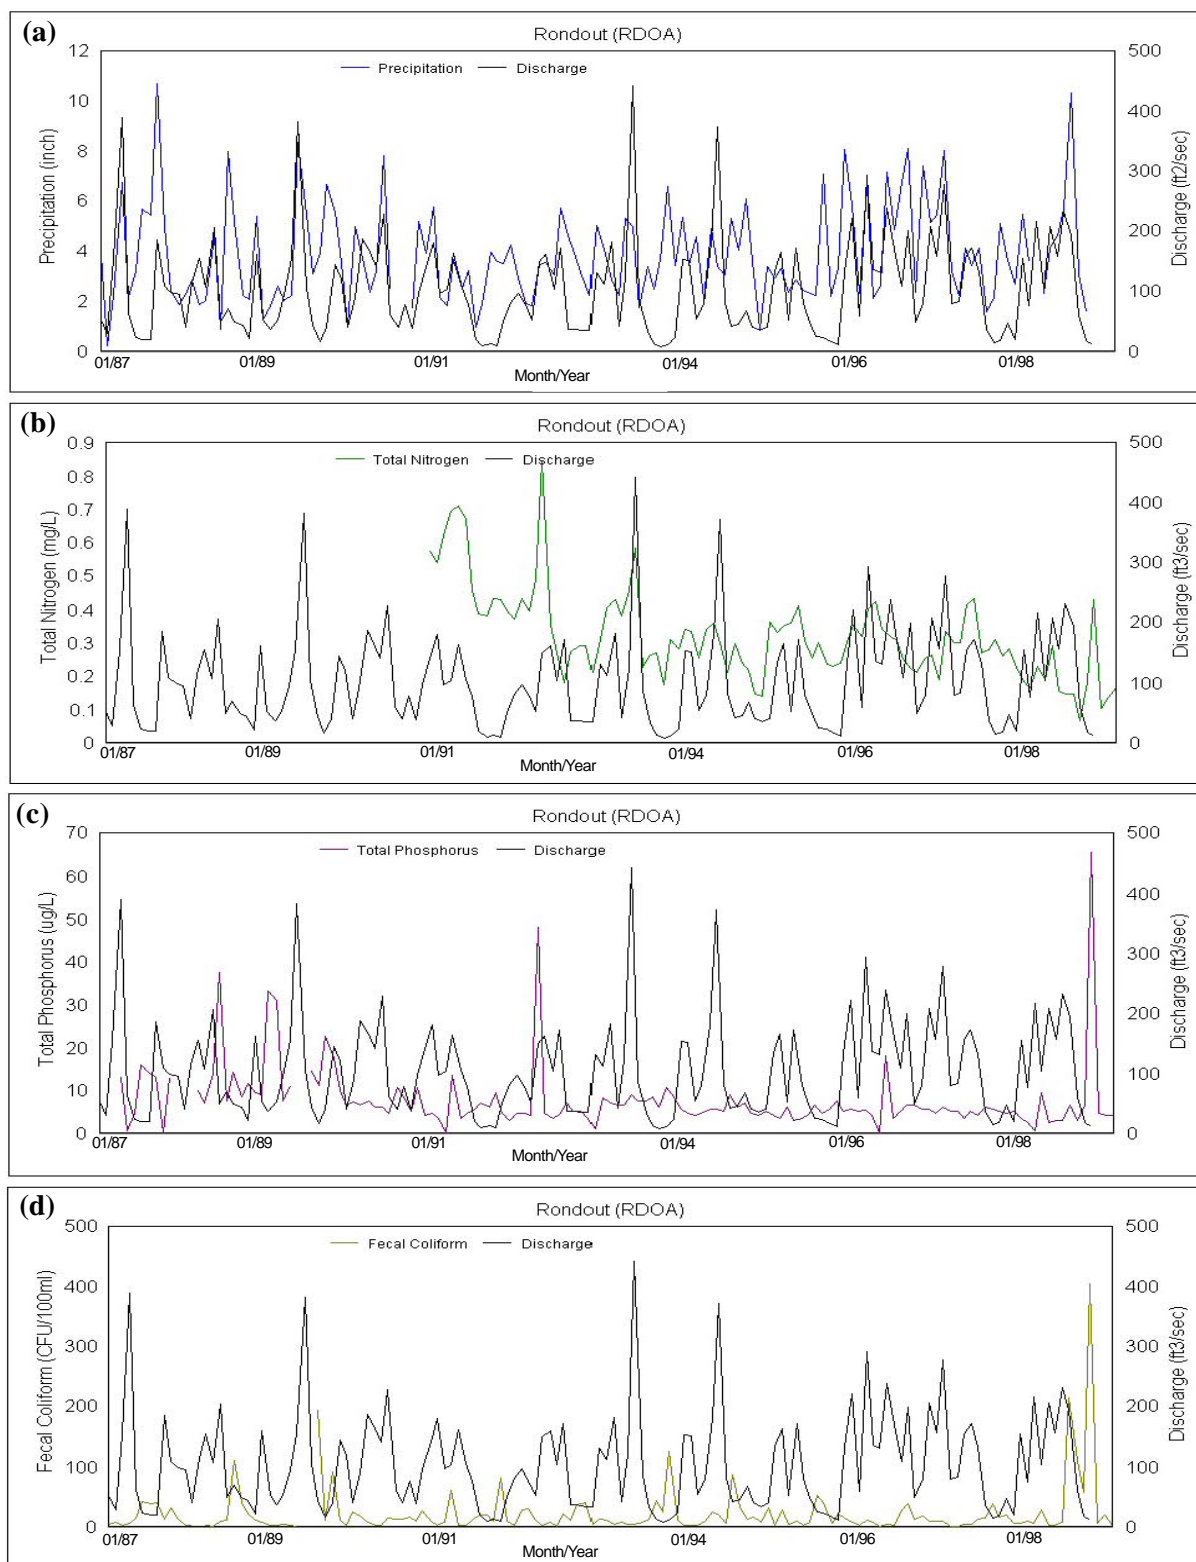 (a)
Rondout (RDOA)
Precipitation Discharge
Precipitation (inch)
12
10
8
6
4
2
0
Discharge (ft2/sec)
500
400
300
200
100
0
01/87 01/89 01/91 01/94 01/96 01/98
Month/Year
(b)
Rondout (RDOA)
Total Nitrogen Discharge
Total Nitrogen (mg/L)
0.9
0.8
0.7
0.6
0.5
0.4
0.3
0.2
0.1
0
Discharge (ft3/sec)
500
400
300
200
100
0
01/87 01/89 01/91 01/94 01/96 01/98
Month/Year
(c)
Rondout (RDOA)
Total Phosphorus Discharge
Total Phosphorus (ug/L)
70
60
50
40
30
20
10
0
Discharge (ft3/sec)
500
400
300
200
100
0
01/87 01/89 01/91 01/94 01/96 01/98
Month/Year
(d)
Rondout (RDOA)
Fecal Coliform Discharge
Fecal Coliform (CFU/100ml)
500
400
300
200
100
0
Discharge (ft3/sec)
500
400
300
200
100
0
01/87 01/89 01/91 01/94 01/96 01/98
Month/Year